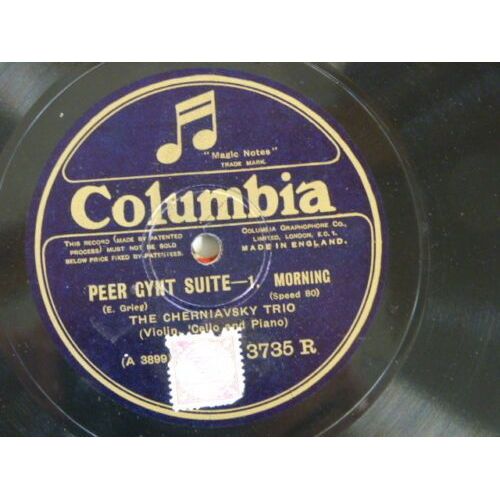 "Magic Notes"
TRADE MARK.
Columbia
THIS RECORD (MADE BY PATENTED
PROCESS) MUST NOT BE SOLD
BELOW PRICE FIXED BY PATENTEES.
COLUMBIA GRAPHOPHONE CO.,
LIMITED, LONDON, E.C.1.
MADE IN ENGLAND.
PEER GYNT SUITE—1, MORNING
(E. Grieg) (Speed 80)
THE CHERNIAVSKY TRIO
(Violin, 'Cello and Piano)
(A 3899) 3735 R